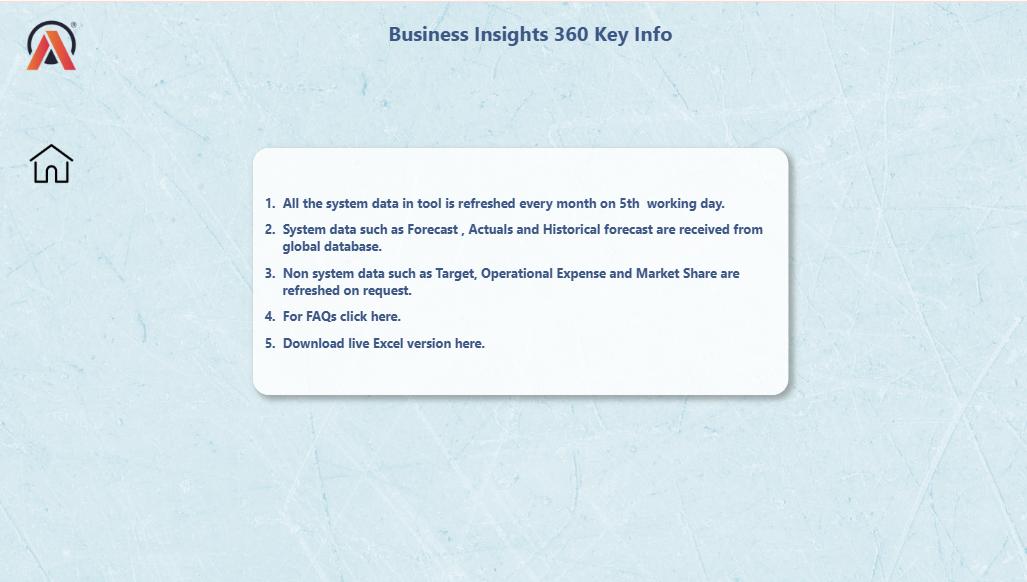 ®
Business Insights 360 Key Info
1. All the system data in tool is refreshed every month on 5th  working day.
2. System data such as Forecast , Actuals and Historical forecast are received from
global database.
3. Non system data such as Target, Operational Expense and Market Share are
refreshed on request.
4. For FAQs click here.
5. Download live Excel version here.